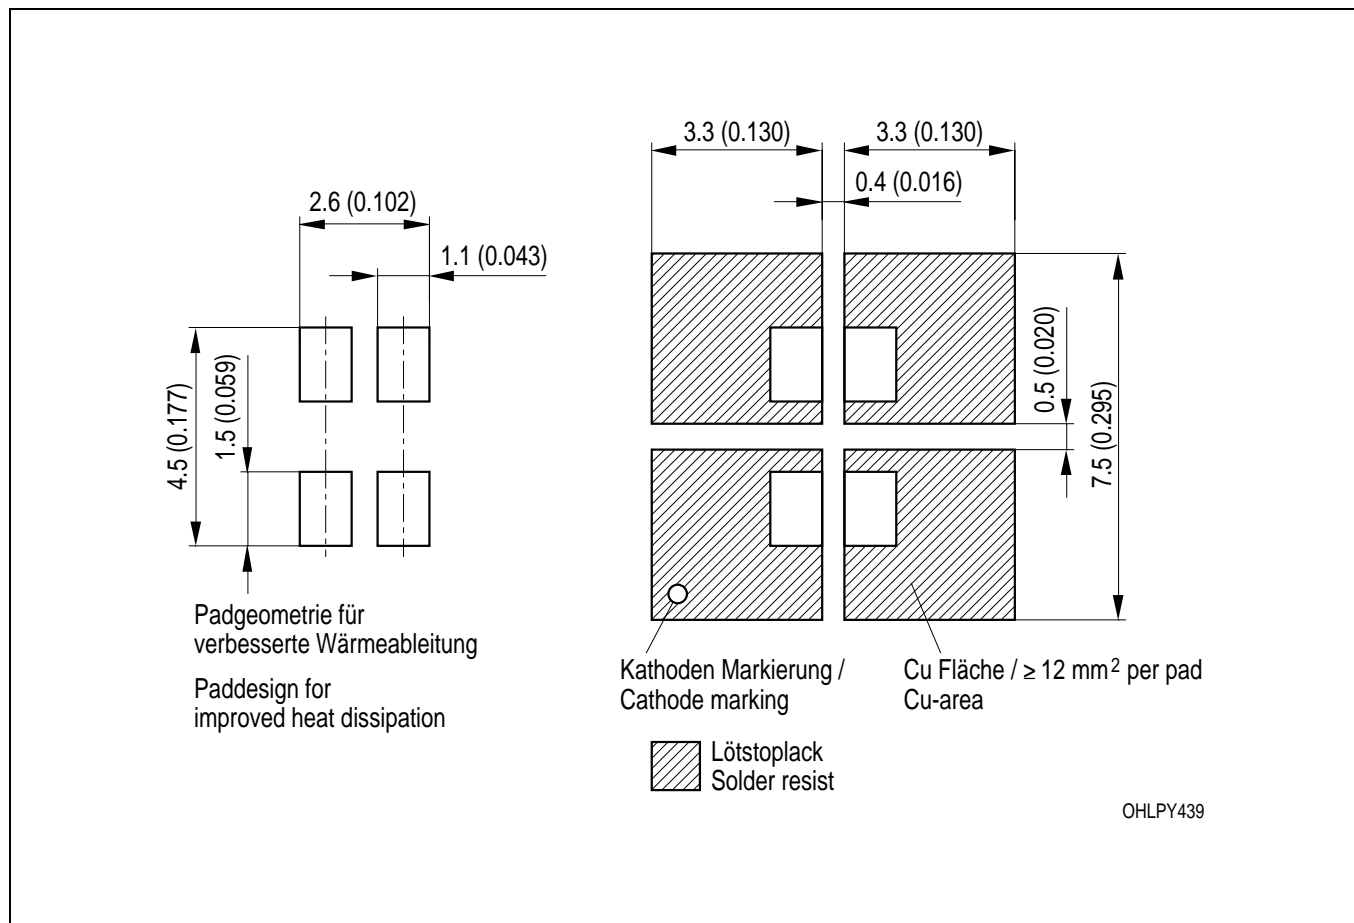 3.3 (0.130)
3.3 (0.130)
0.4 (0.016)
2.6 (0.102)
1.1 (0.043)
4.5 (0.177)
1.5 (0.059)
0.5 (0.020)
7.5 (0.295)
Padgeometrie für
verbesserte Wärmeableitung
Paddesign for
improved heat dissipation
Kathoden Markierung /
Cathode marking
Cu Fläche / ≥ 12 mm² per pad
Cu-area
Lötstoplack
Solder resist
OHLPY439